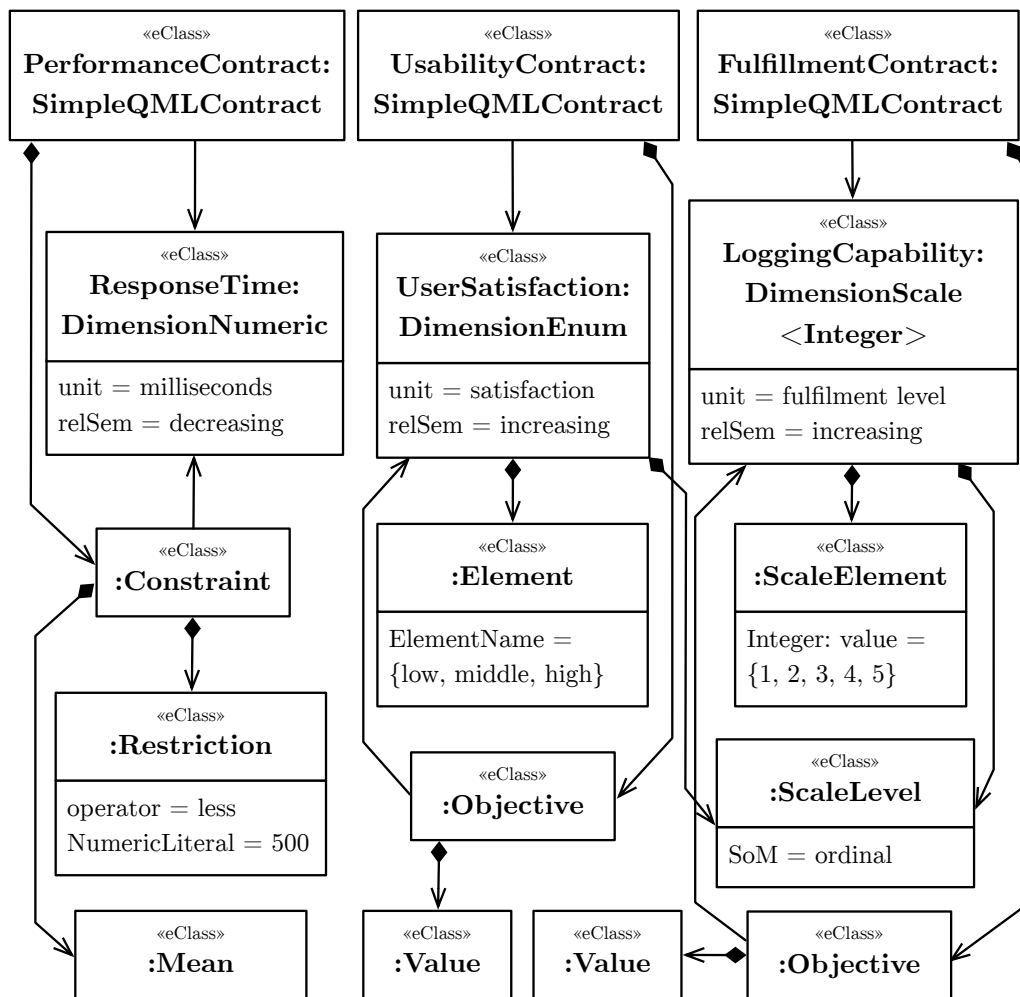 «eClass»
PerformanceContract:
SimpleQMLContract
«eClass»
UsabilityContract:
SimpleQMLContract
«eClass»
FulfillmentContract:
SimpleQMLContract
«eClass»
ResponseTime:
DimensionNumeric
unit = milliseconds
relSem = decreasing
«eClass»
UserSatisfaction:
DimensionEnum
unit = satisfaction
relSem = increasing
«eClass»
LoggingCapability:
DimensionScale
<Integer>
unit = fulfilment level
relSem = increasing
«eClass»
:Constraint
«eClass»
:Element
ElementName =
{low, middle, high}
«eClass»
:ScaleElement
Integer: value =
{1, 2, 3, 4, 5}
«eClass»
:Restriction
operator = less
NumericLiteral = 500
«eClass»
:Objective
«eClass»
:ScaleLevel
SoM = ordinal
«eClass»
:Mean
«eClass»
:Value
«eClass»
:Value
«eClass»
:Objective